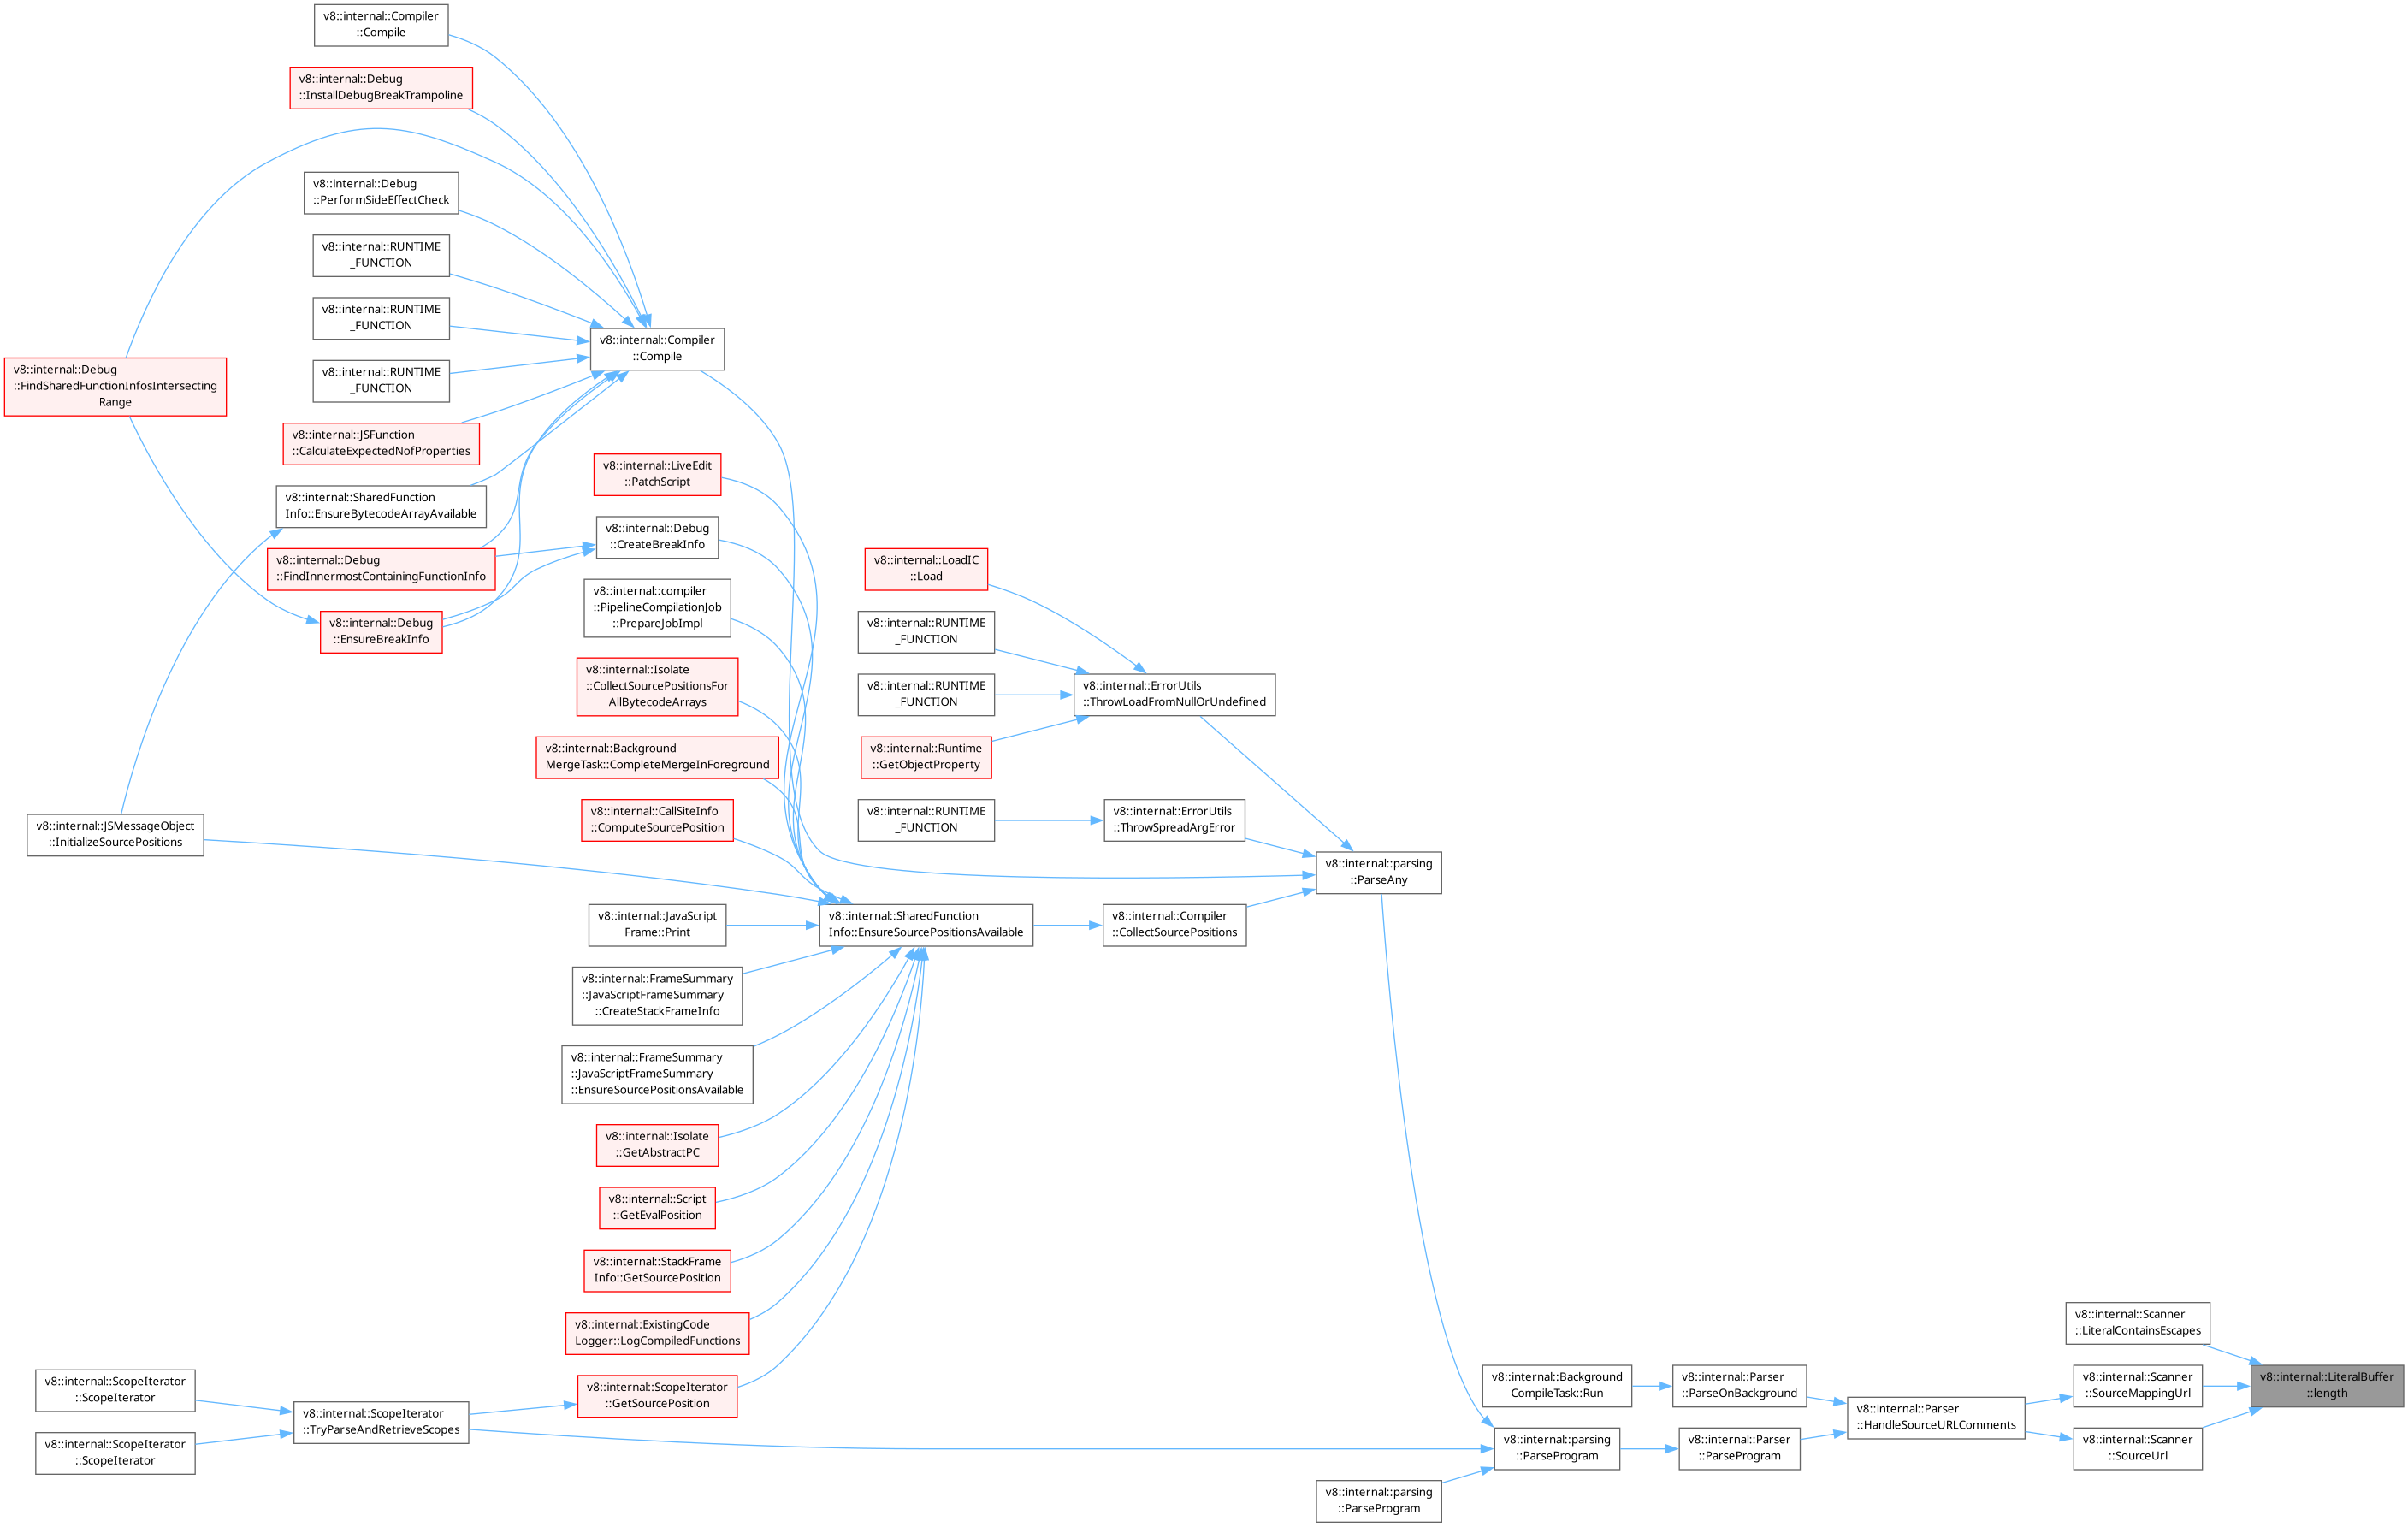 v8::internal::Compiler
::Compile
v8::internal::Debug
::InstallDebugBreakTrampoline
v8::internal::Debug
::PerformSideEffectCheck
v8::internal::RUNTIME
_FUNCTION
v8::internal::RUNTIME
_FUNCTION
v8::internal::Compiler
::Compile
v8::internal::RUNTIME
_FUNCTION
v8::internal::Debug
::FindSharedFunctionInfosIntersecting
Range
v8::internal::JSFunction
::CalculateExpectedNofProperties
v8::internal::LiveEdit
::PatchScript
v8::internal::SharedFunction
Info::EnsureBytecodeArrayAvailable
v8::internal::Debug
::CreateBreakInfo
v8::internal::Debug
::FindInnermostContainingFunctionInfo
v8::internal::LoadIC
::Load
v8::internal::compiler
::PipelineCompilationJob
::PrepareJobImpl
v8::internal::Debug
::EnsureBreakInfo
v8::internal::RUNTIME
_FUNCTION
v8::internal::Isolate
::CollectSourcePositionsFor
AllBytecodeArrays
v8::internal::RUNTIME
_FUNCTION
v8::internal::ErrorUtils
::ThrowLoadFromNullOrUndefined
v8::internal::Background
MergeTask::CompleteMergeInForeground
v8::internal::Runtime
::GetObjectProperty
v8::internal::CallSiteInfo
::ComputeSourcePosition
v8::internal::RUNTIME
_FUNCTION
v8::internal::ErrorUtils
::ThrowSpreadArgError
v8::internal::JSMessageObject
::InitializeSourcePositions
v8::internal::parsing
::ParseAny
v8::internal::JavaScript
Frame::Print
v8::internal::SharedFunction
Info::EnsureSourcePositionsAvailable
v8::internal::Compiler
::CollectSourcePositions
v8::internal::FrameSummary
::JavaScriptFrameSummary
::CreateStackFrameInfo
v8::internal::FrameSummary
::JavaScriptFrameSummary
::EnsureSourcePositionsAvailable
v8::internal::Isolate
::GetAbstractPC
v8::internal::Script
::GetEvalPosition
v8::internal::StackFrame
Info::GetSourcePosition
v8::internal::ExistingCode
Logger::LogCompiledFunctions
v8::internal::Scanner
::LiteralContainsEscapes
v8::internal::ScopeIterator
::ScopeIterator
v8::internal::ScopeIterator
::GetSourcePosition
v8::internal::Background
CompileTask::Run
v8::internal::Parser
::ParseOnBackground
v8::internal::Scanner
::SourceMappingUrl
v8::internal::LiteralBuffer
::length
v8::internal::ScopeIterator
::TryParseAndRetrieveScopes
v8::internal::Parser
::HandleSourceURLComments
v8::internal::ScopeIterator
::ScopeIterator
v8::internal::parsing
::ParseProgram
v8::internal::Parser
::ParseProgram
v8::internal::Scanner
::SourceUrl
v8::internal::parsing
::ParseProgram